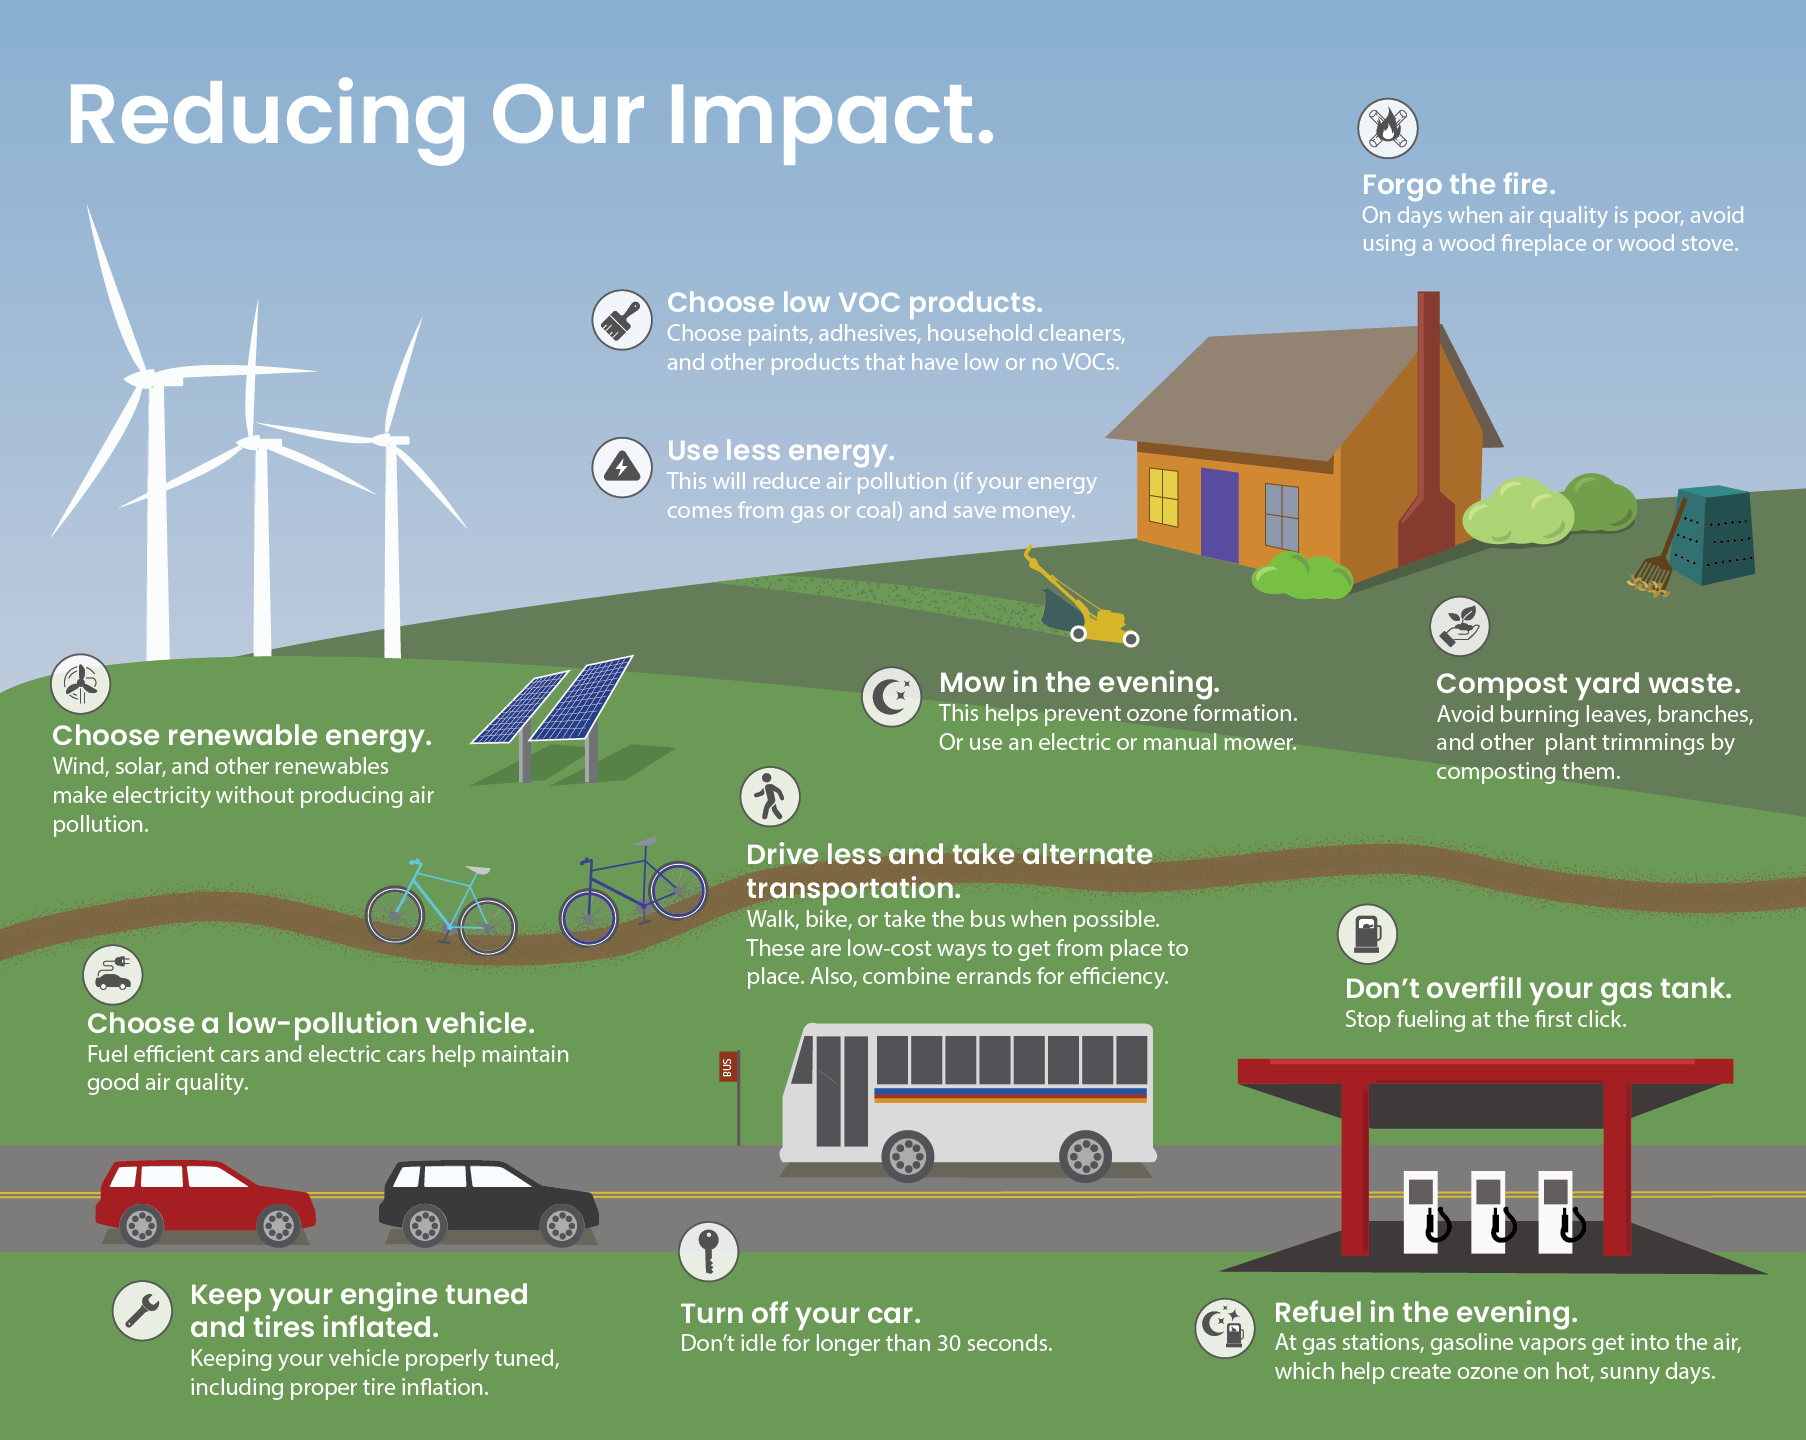 Reducing Our Impact.
Forgo the fire.
On days when air quality is poor, avoid
using a wood fireplace or wood stove.
Choose low VOC products.
Choose paints, adhesives, household cleaners,
and other products that have low or no VOCs.
Use less energy.
This will reduce air pollution (if your energy
comes from gas or coal) and save money.
Choose renewable energy.
Wind, solar, and other renewables
make electricity without producing air
pollution.
Mow in the evening.
This helps prevent ozone formation.
Or use an electric or manual mower.
Compost yard waste.
Avoid burning leaves, branches,
and other  plant trimmings by
composting them.
Drive less and take alternate
transportation.
Walk, bike, or take the bus when possible.
These are low-cost ways to get from place to
place. Also, combine errands for efficiency.
Choose a low-pollution vehicle.
Fuel efficient cars and electric cars help maintain
good air quality.
Don’t overfill your gas tank.
Stop fueling at the first click.
BUS
Keep your engine tuned
and tires inflated.
Keeping your vehicle properly tuned,
including proper tire inflation.
Turn off your car.
Don’t idle for longer than 30 seconds.
Refuel in the evening.
At gas stations, gasoline vapors get into the air,
which help create ozone on hot, sunny days.